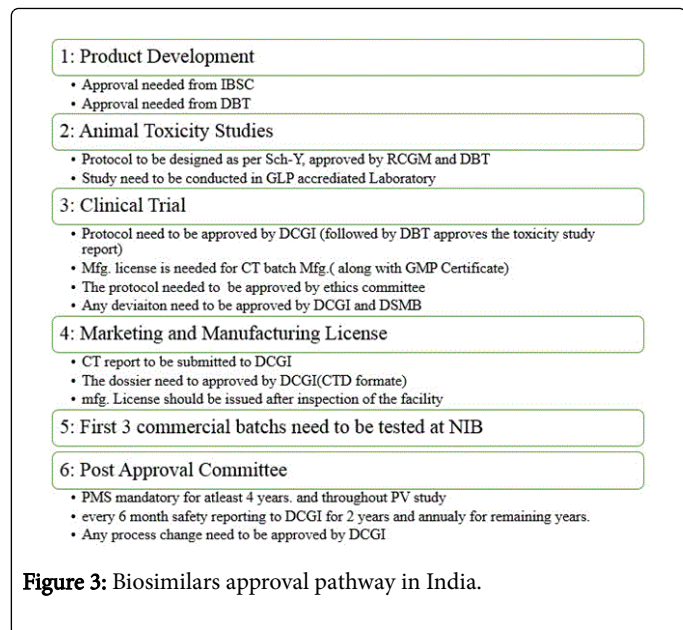 1: Product Development
• Approval needed from IBSC
• Approval needed from DBT
2: Animal Toxicity Studies
• Protocol to be designed as per Sch-Y, approved by RCGM and DBT
• Study need to be conducted in GLP accrediated Laboratory
3: Clinical Trial
• Protocol need to be approved by DCGI (followed by DBT approves the toxicity study
report)
• Mfg. license is needed for CT batch Mfg.( along with GMP Certificate)
• The protocol needed to be approved by ethics committee
• Any deviaiton need to be approved by DCGI and DSMB
4: Marketing and Manufacturing License
• CT report to be submitted to DCGI
• The dossier need to approved by DCGI(CTD formate)
• mfg. License should be issued after inspection of the facility
5: First 3 commercial batchs need to be tested at NIB
6: Post Approval Committee
• PMS mandatory for atleast 4 years. and throughout PV study
• every 6 month safety reporting to DCGI for 2 years and annualy for remaining years.
• Any process change need to be approved by DCGI
Figure 3: Biosimilars approval pathway in India.